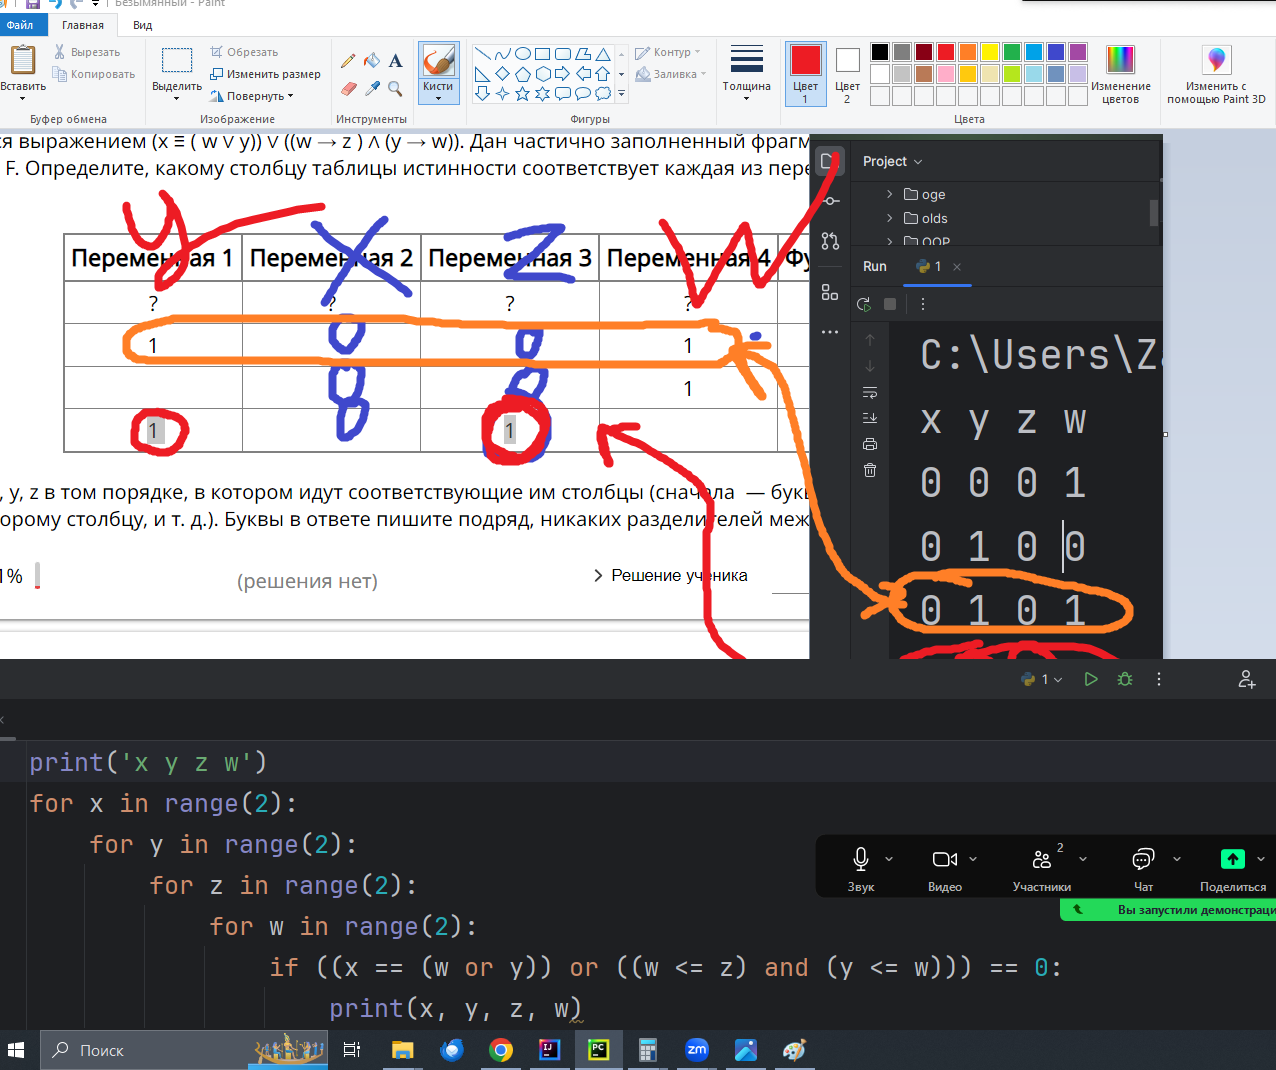 Безымянный - Paint
Файл Главная Вид
Вставить Вырезать Копировать
Буфер обмена
Выделить Обрезать Изменить размер Повернуть
Изображение
Инструменты
Кисти
Фигуры
Контур
Заливка
Толщина
Цвет 1
Цвет 2
Изменение цветов
Цвета
Изменить с помощью Paint 3D
ся выражением (x ≡ ( w ∨ y)) ∨ ((w → z ) ∧ (y → w)). Дан частично заполненный фрагм
F. Определите, какому столбцу таблицы истинности соответствует каждая из пере
y x z w
Переменная 1 Переменная 2 Переменная 3 Переменная 4 Фу
? ? ? ?
1 0 0 1
0 0 1
1 0 1
, y, z в том порядке, в котором идут соответствующие им столбцы (сначала — букв
орому столбцу, и т. д.). Буквы в ответе пишите подряд, никаких разделителей меж
1% (решения нет) Решение ученика
Project
oge
olds
OOP
Run 1
C:\Users\Z
x y z w
0 0 0 1
0 1 0 0
0 1 0 1
1
print('x y z w')
for x in range(2):
for y in range(2):
for z in range(2):
for w in range(2):
if ((x == (w or y)) or ((w <= z) and (y <= w))) == 0:
print(x, y, z, w)
2
Звук Видео Участники Чат Поделиться
Вы запустили демонстраци
Поиск
IJ PC zm